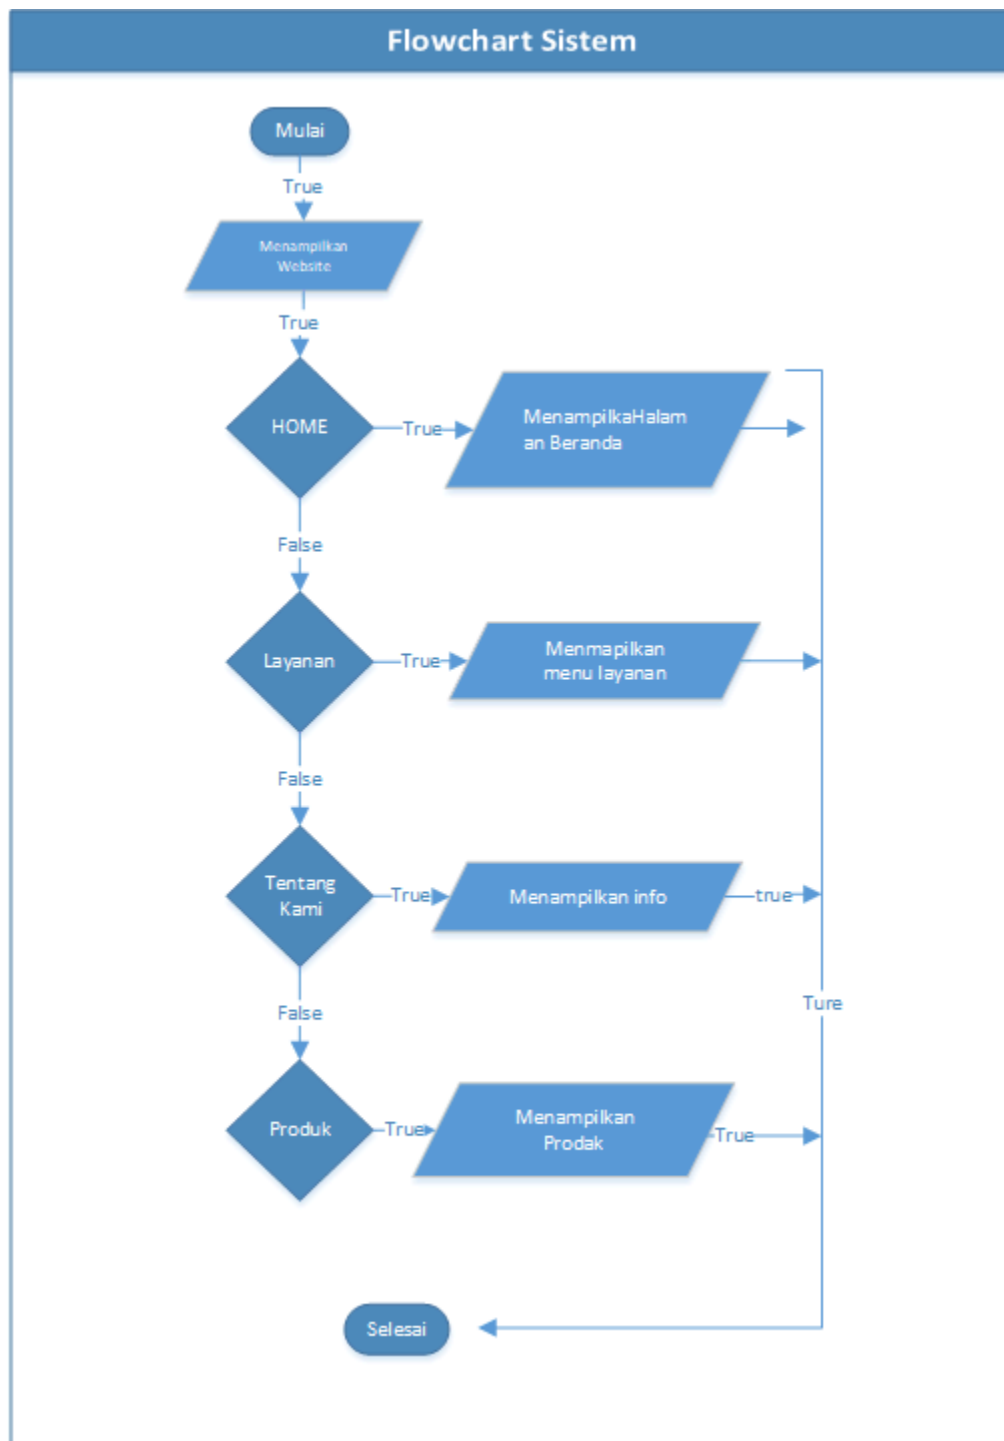 Flowchart Sistem
Mulai
True
Menampilkan
Website
True
HOME
True
MenampilkaHalam
an Beranda
False
Layanan
True
Menmapilkan
menu layanan
False
Tentang
Kami
True
Menampilkan info
true
Ture
False
Produk
True
Menampilkan
Prodak
True
Selesai